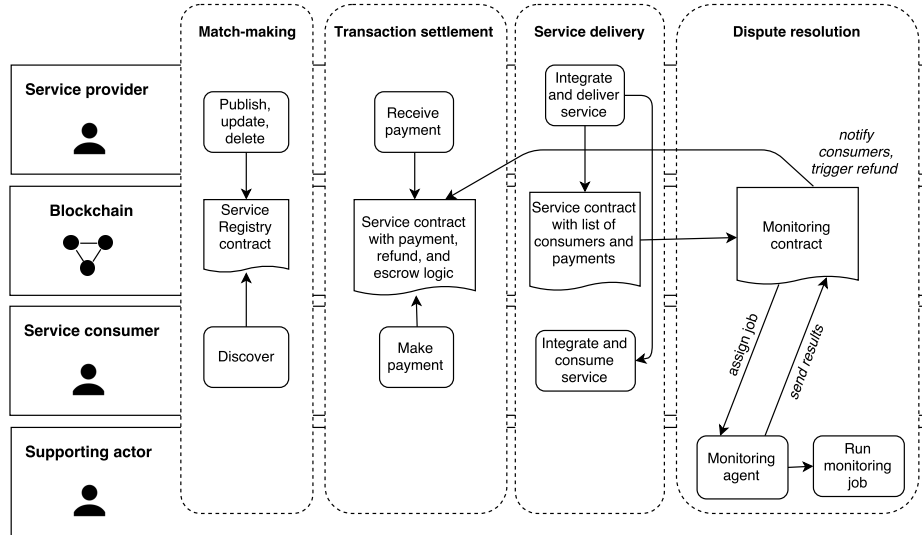 Match-making
Transaction settlement
Service delivery
Dispute resolution
Service provider
Publish,
update,
delete
Receive
payment
Integrate
and deliver
service
notify
consumers,
trigger refund
Blockchain
Service
Registry
contract
Service contract
with payment,
refund, and
escrow logic
Service contract
with list of
consumers and
payments
Monitoring
contract
Service consumer
Discover
Make
payment
Integrate and
consume
service
assign job
send results
Supporting actor
Monitoring
agent
Run
monitoring
job